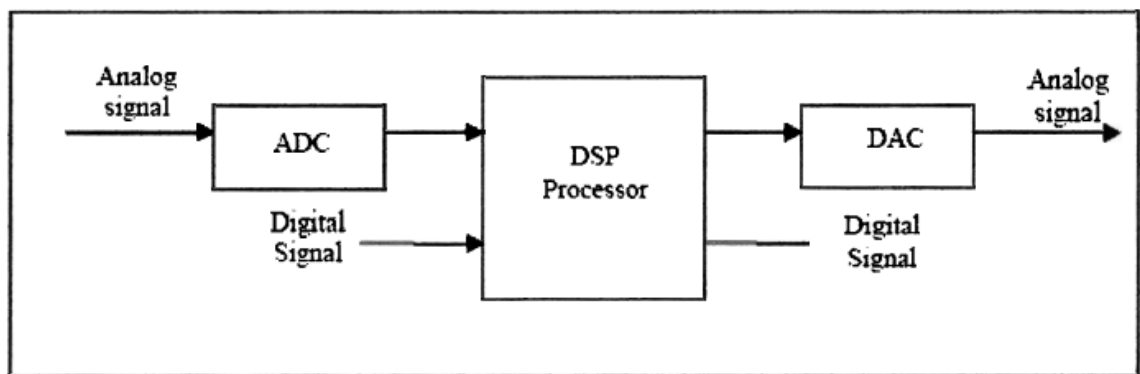 Analog
signal
ADC
Digital
Signal
DSP
Processor
DAC
Analog
signal
Digital
Signal